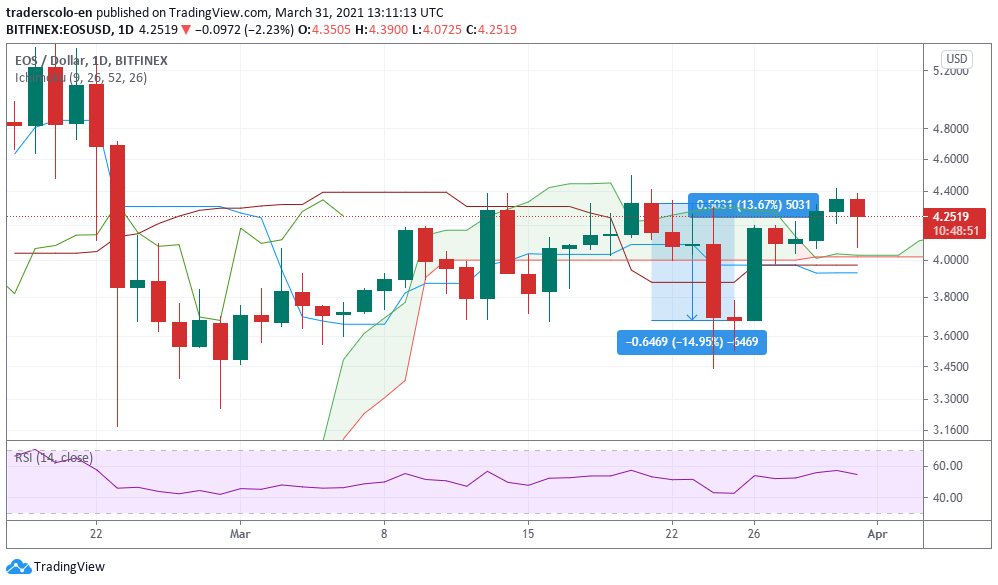 traderscolo-en published on TradingView.com, March 31, 2021 13:11:13 UTC
BITFINEX:EOSUSD, 1D 4.2519 ▼ −0.0972 (−2.23%) O:4.3505 H:4.3900 L:4.0725 C:4.2519
EOS / Dollar, 1D, BITFINEX
Ichimoku (9, 26, 52, 26)
USD
5.2000
4.8000
4.6000
4.4000
0.5031 (13.67%) 5031
4.2519
10:48:51
4.0000
3.8000
3.6000
−0.6469 (−14.95%) −6469
3.4500
3.3000
3.1600
RSI (14, close)
60.00
40.00
22 Mar 8 15 22 26 Apr
TradingView